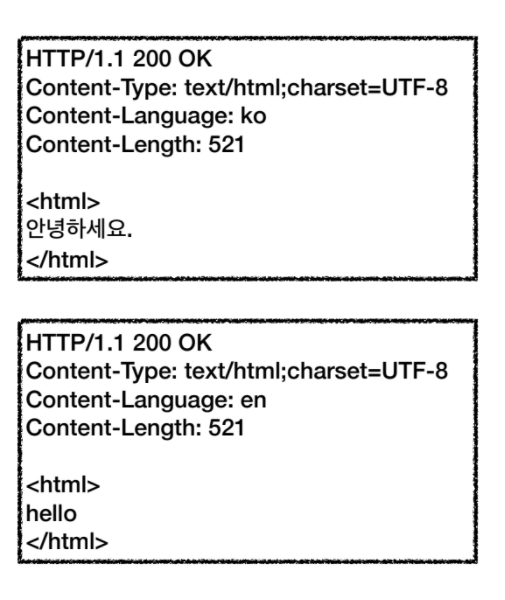 HTTP/1.1 200 OK
Content-Type: text/html;charset=UTF-8
Content-Language: ko
Content-Length: 521

<html>
안녕하세요.
</html>

HTTP/1.1 200 OK
Content-Type: text/html;charset=UTF-8
Content-Language: en
Content-Length: 521

<html>
hello
</html>